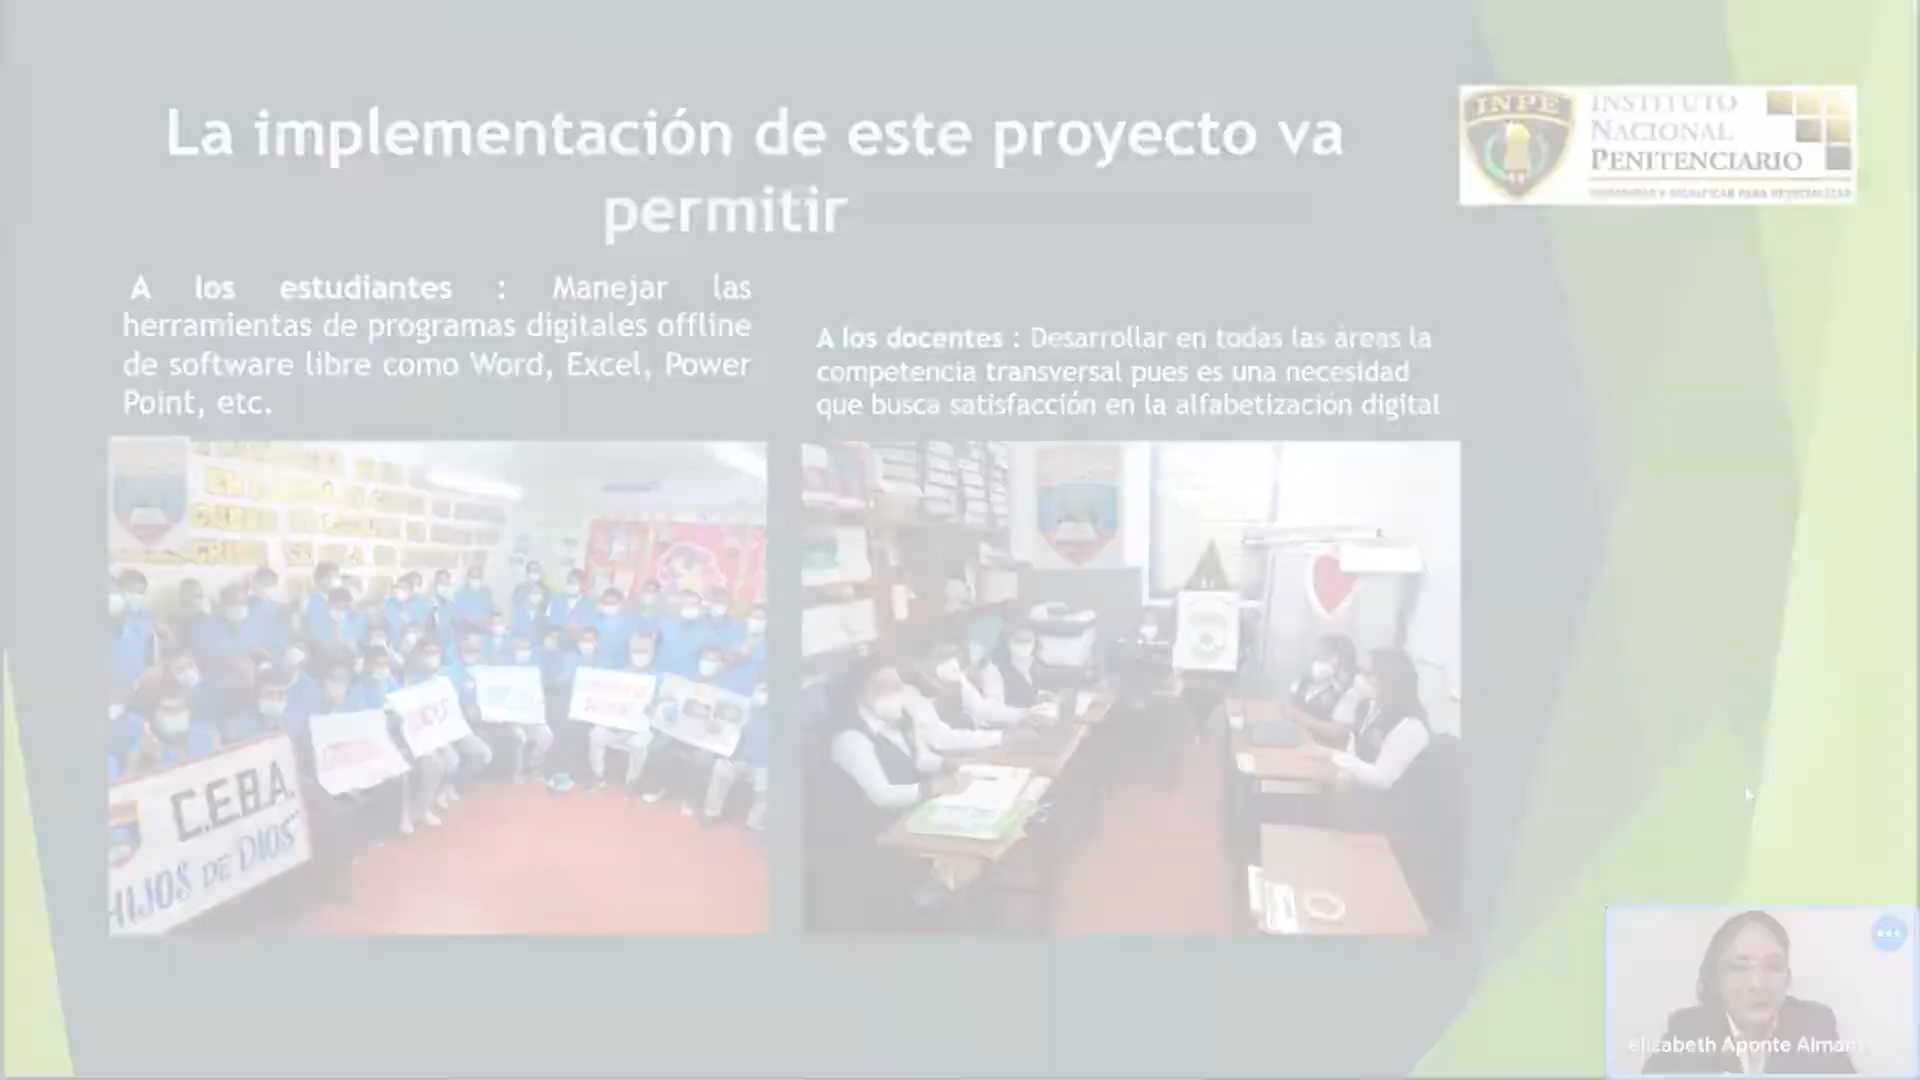 La implementación de este proyecto va
permitir
INPE
INSTITUTO
NACIONAL
PENITENCIARIO
A los estudiantes : Manejar las
herramientas de programas digitales offline
de software libre como Word, Excel, Power
Point, etc.
A los docentes : Desarrollar en todas las áreas la
competencia transversal pues es una necesidad
que busca satisfacción en la alfabetización digital
C.E.B.A.
HIJOS DE DIOS
elizabeth Aponte